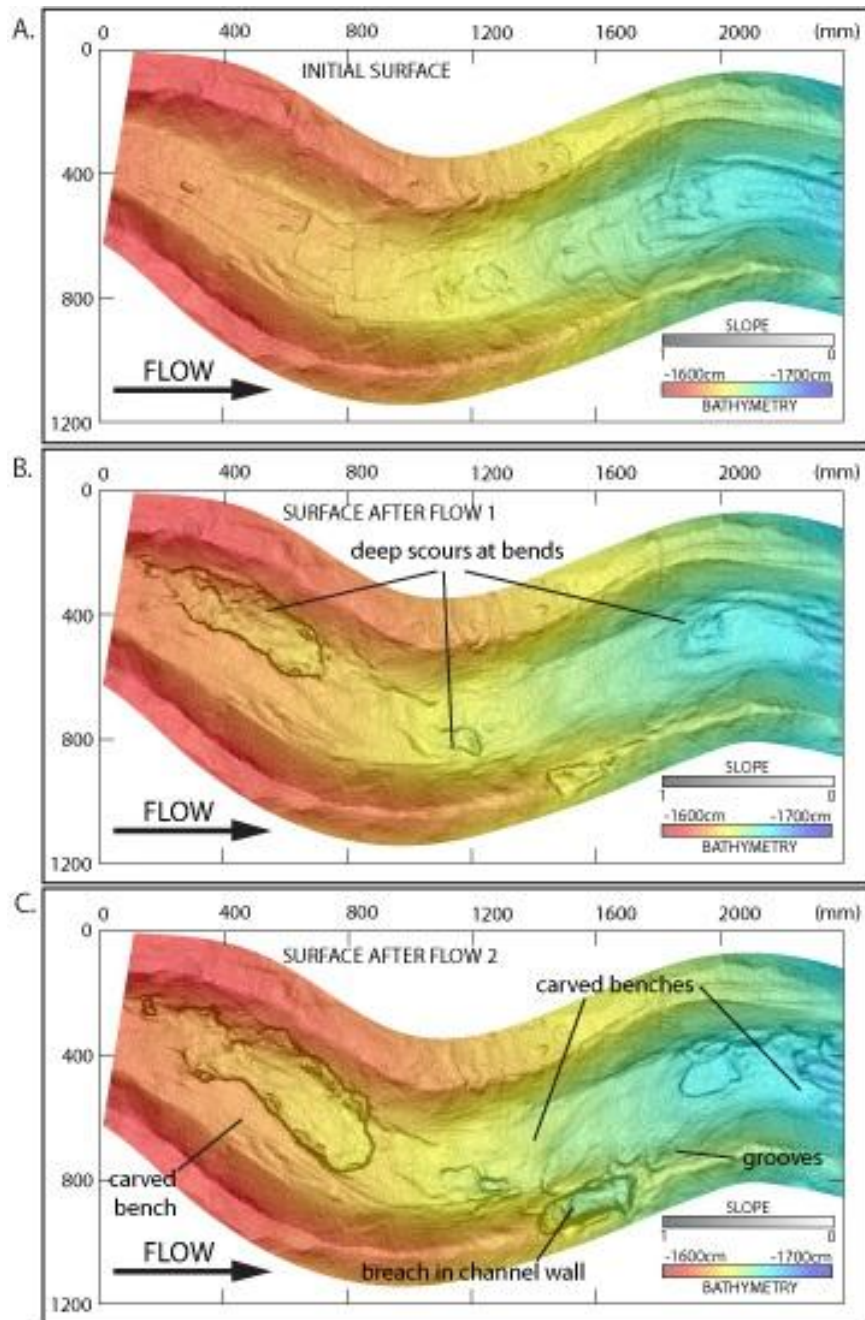 A.
0 400 800 1200 1600 2000 (mm)
0
INITIAL SURFACE
400
800
SLOPE
1 0
-1600cm -1700cm
FLOW
BATHYMETRY
1200
B.
0 400 800 1200 1600 2000 (mm)
0
SURFACE AFTER FLOW 1
deep scours at bends
400
800
SLOPE
1 0
-1600cm -1700cm
FLOW
BATHYMETRY
1200
C.
0 400 800 1200 1600 2000 (mm)
0
SURFACE AFTER FLOW 2
carved benches
400
grooves
carved
bench
800
SLOPE
1 0
FLOW
breach in channel wall
-1600cm -1700cm
BATHYMETRY
1200